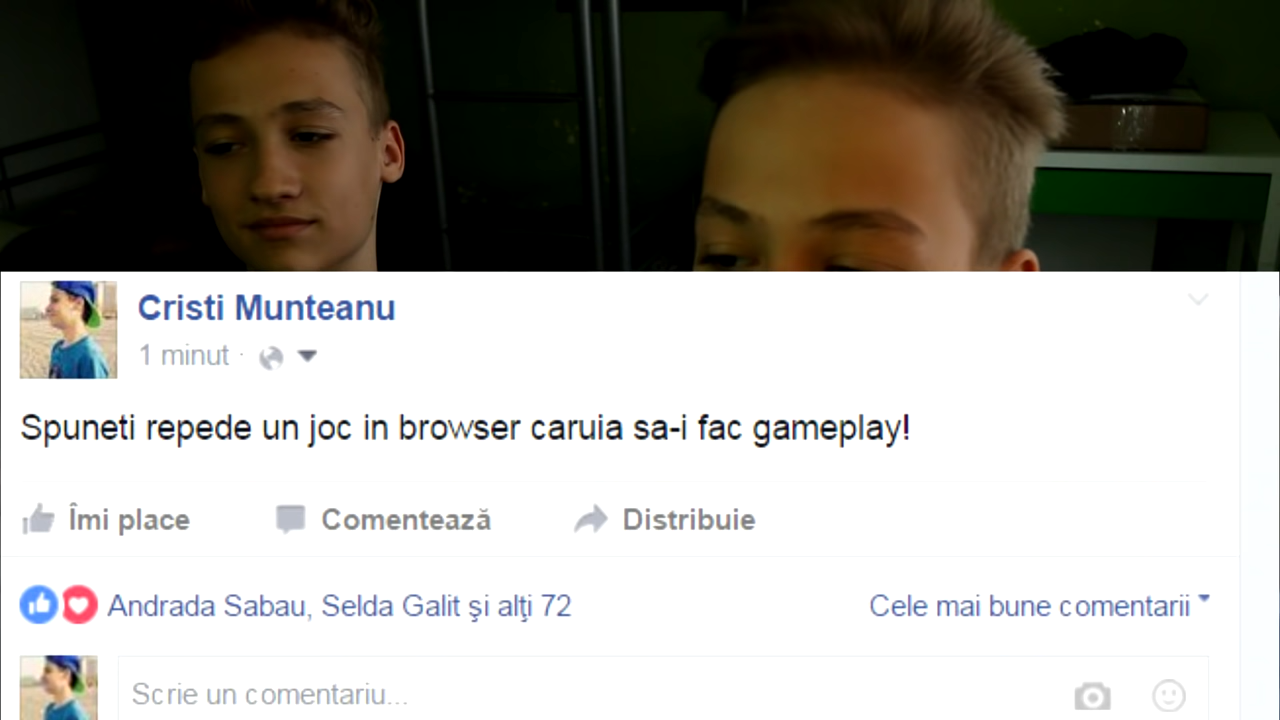 Cristi Munteanu
1 minut ·
Spuneti repede un joc in browser caruia sa-i fac gameplay!
Îmi place Comentează Distribuie
Andrada Sabau, Selda Galit şi alţi 72 Cele mai bune comentarii
Scrie un comentariu...